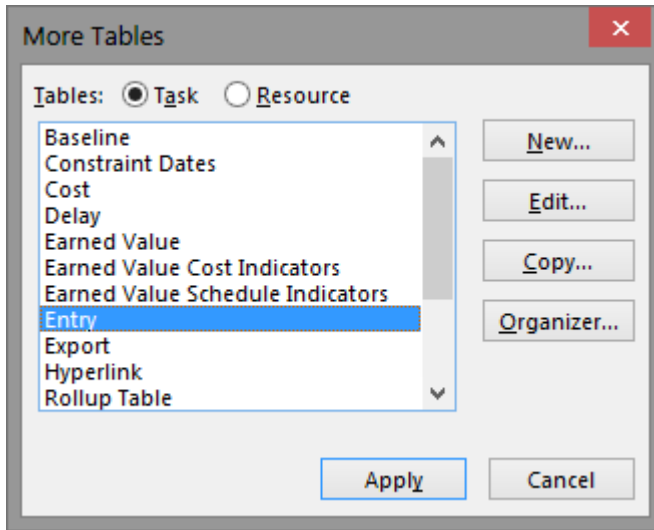 More Tables
Tables: Task Resource
Baseline
Constraint Dates
Cost
Delay
Earned Value
Earned Value Cost Indicators
Earned Value Schedule Indicators
Entry
Export
Hyperlink
Rollup Table
New...
Edit...
Copy...
Organizer...
Apply Cancel